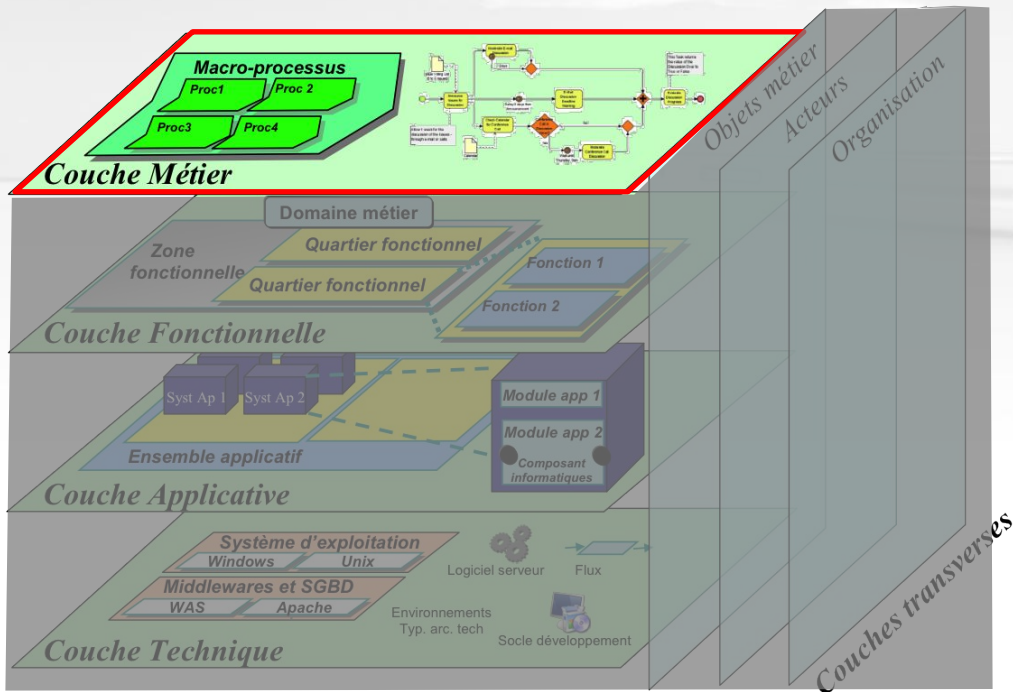 Macro-processus
Proc1
Proc 2
Proc3
Proc4
Couche Métier
Domaine métier
Zone
fonctionnelle
Quartier fonctionnel
Quartier fonctionnel
Fonction 1
Fonction 2
Couche Fonctionnelle
Syst Ap 1
Syst Ap 2
Ensemble applicatif
Module app 1
Module app 2
Composant
informatiques
Couche Applicative
Système d'exploitation
Windows
Unix
Middlewares et SGBD
WAS
Apache
Logiciel serveur
Flux
Environnements
Typ. arc. tech
Socle développement
Couche Technique
Objets métier
Acteurs
Organisation
Couches transverses